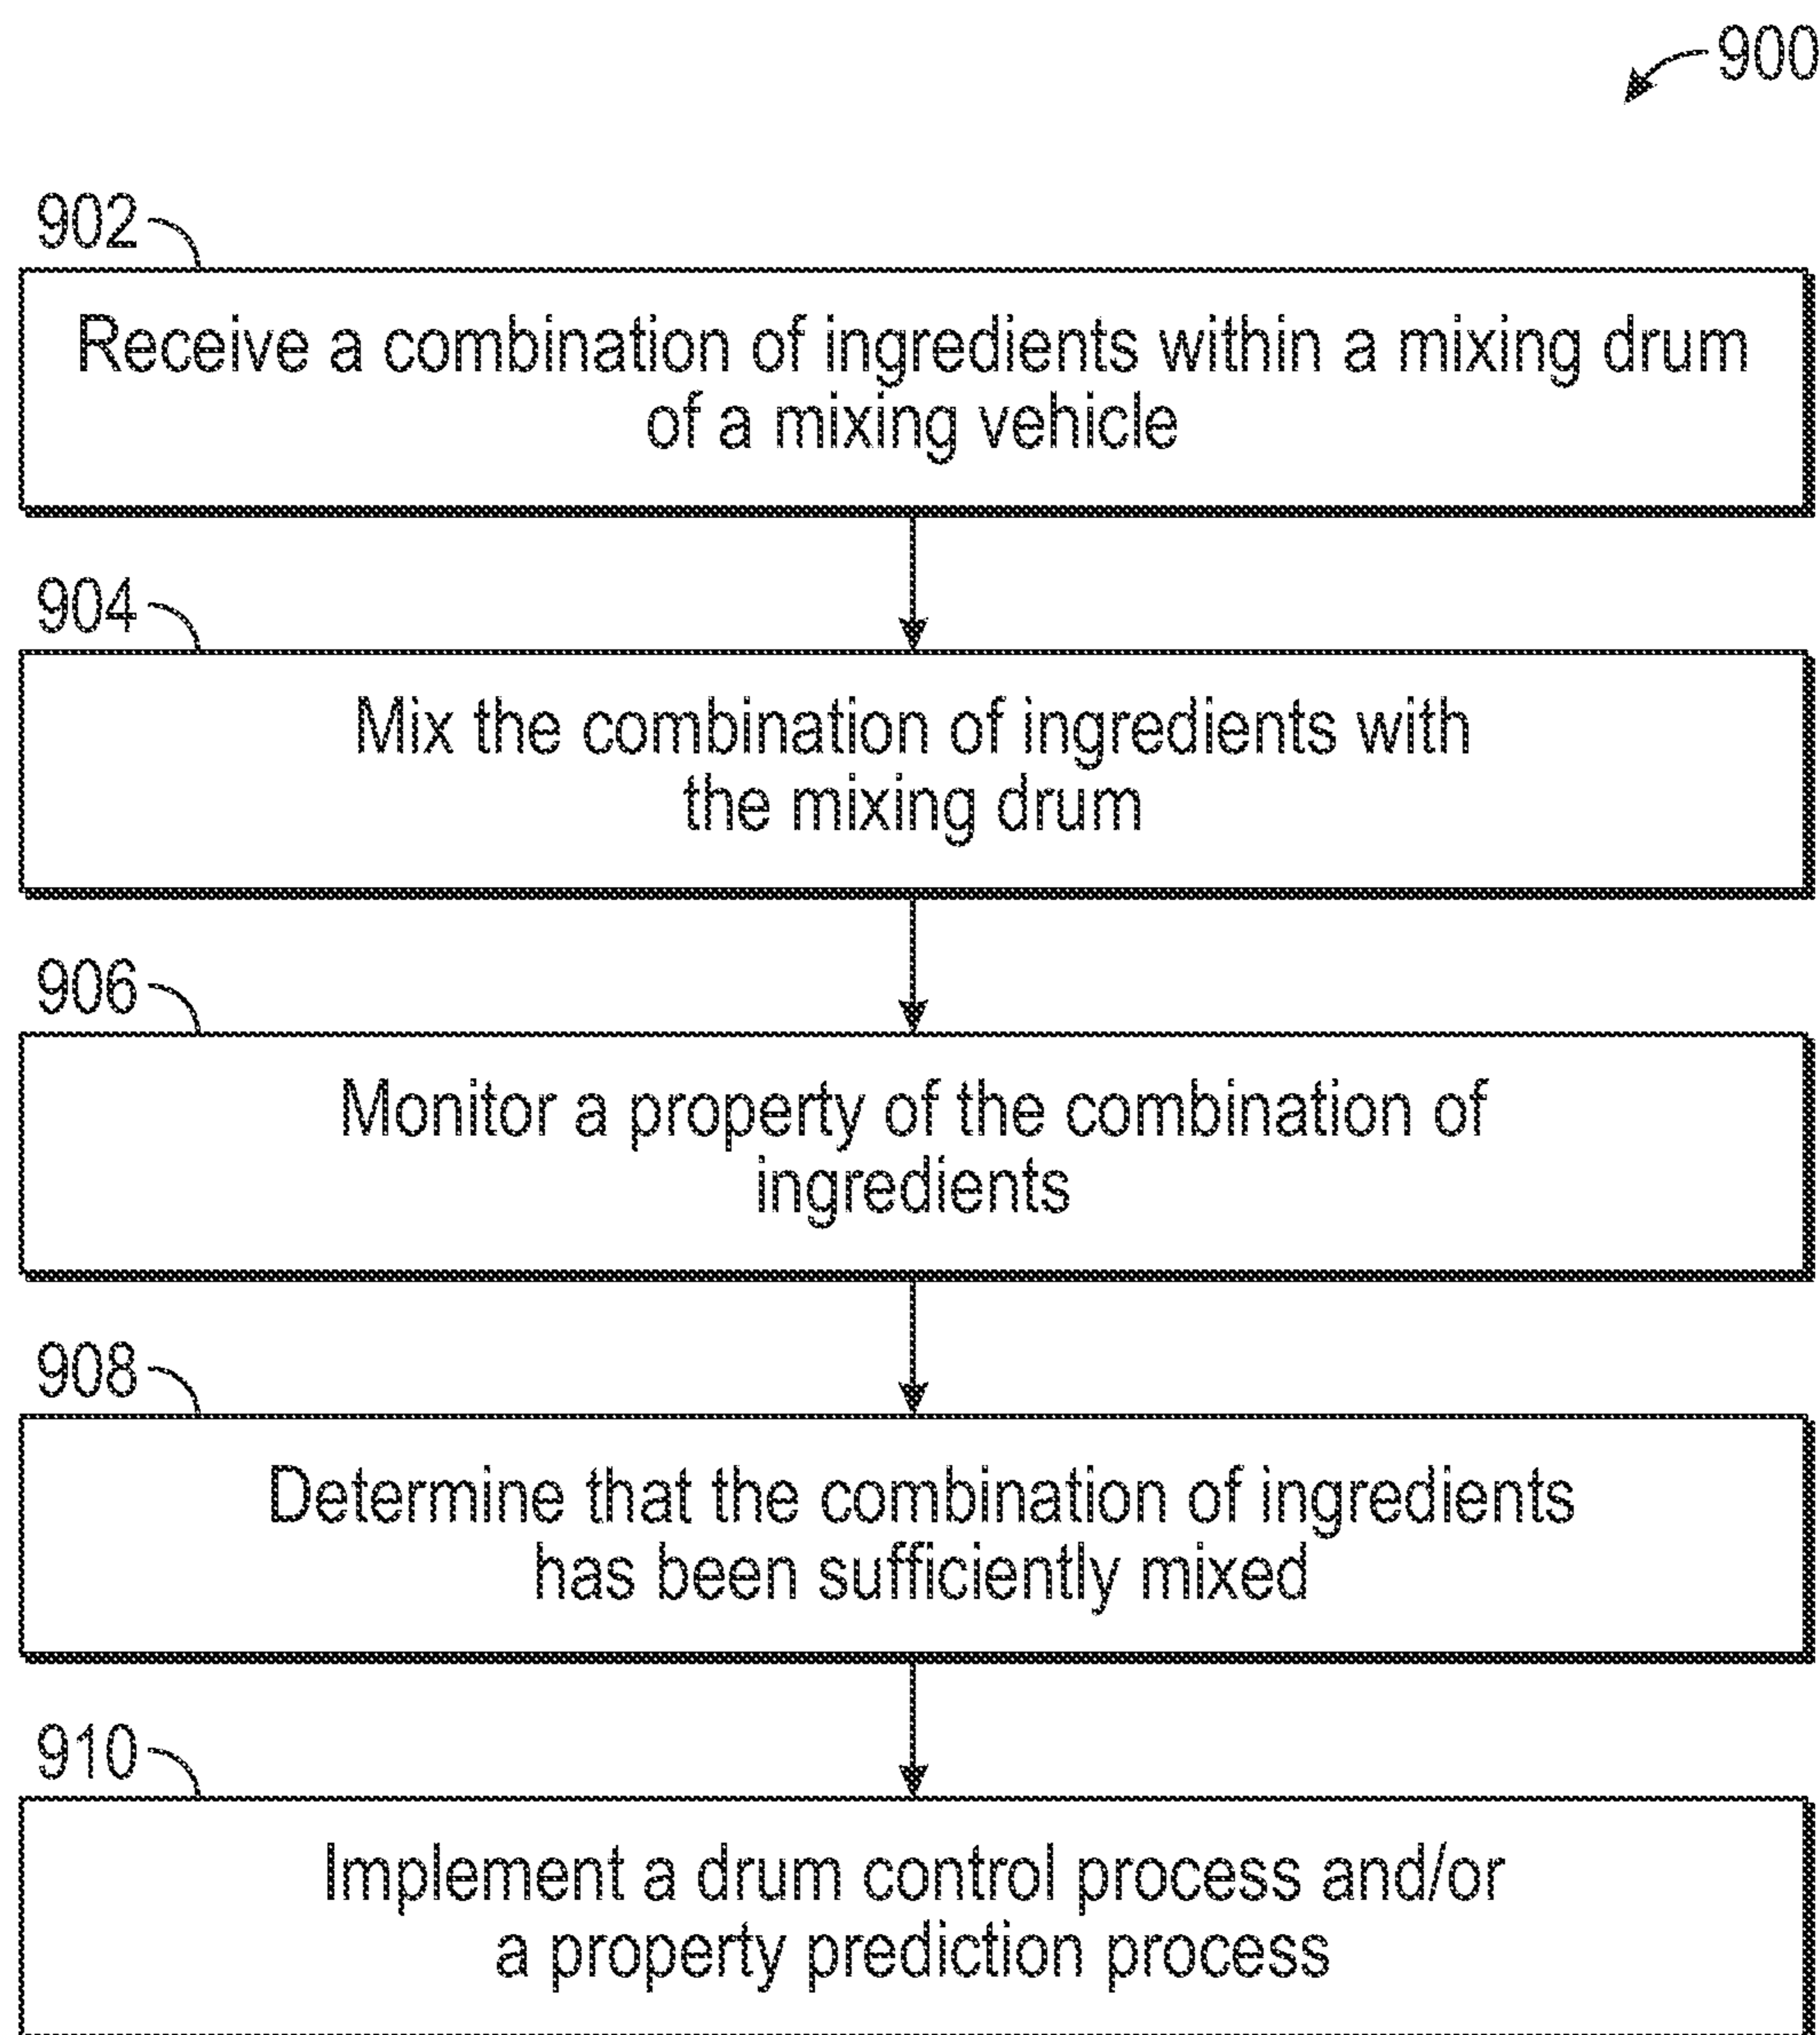 900
902
Receive a combination of ingredients within a mixing drum
of a mixing vehicle
904
Mix the combination of ingredients with
the mixing drum
906
Monitor a property of the combination of
ingredients
908
Determine that the combination of ingredients
has been sufficiently mixed
910
Implement a drum control process and/or
a property prediction process